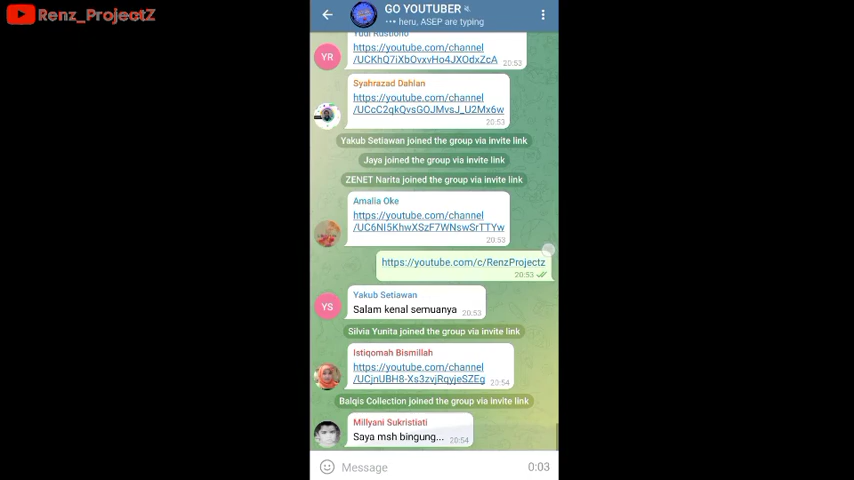 Renz_ProjectZ
GO YOUTUBER
heru, ASEP are typing
Yudi Rustiono
YR
https://youtube.com/channel
/UCKhQ7iXbOvxvHo4JXOdxZcA 20:53
Syahrazad Dahlan
https://youtube.com/channel
/UCcC2qkQvsGOJMvsJ_U2Mx6w
20:53
Yakub Setiawan joined the group via invite link
Jaya joined the group via invite link
ZENET Narita joined the group via invite link
Amalia Oke
https://youtube.com/channel
/UC6NI5KhwXSzF7WNswSrTTYw
20:53
https://youtube.com/c/RenzProjectz
20:53
Yakub Setiawan
YS
Salam kenal semuanya 20:53
Silvia Yunita joined the group via invite link
Istiqomah Bismillah
https://youtube.com/channel
/UCjnUBH8-Xs3zvjRqyjeSZEg 20:54
Balqis Collection joined the group via invite link
Millyani Sukristiati
Saya msh bingung... 20:54
Message 0:03